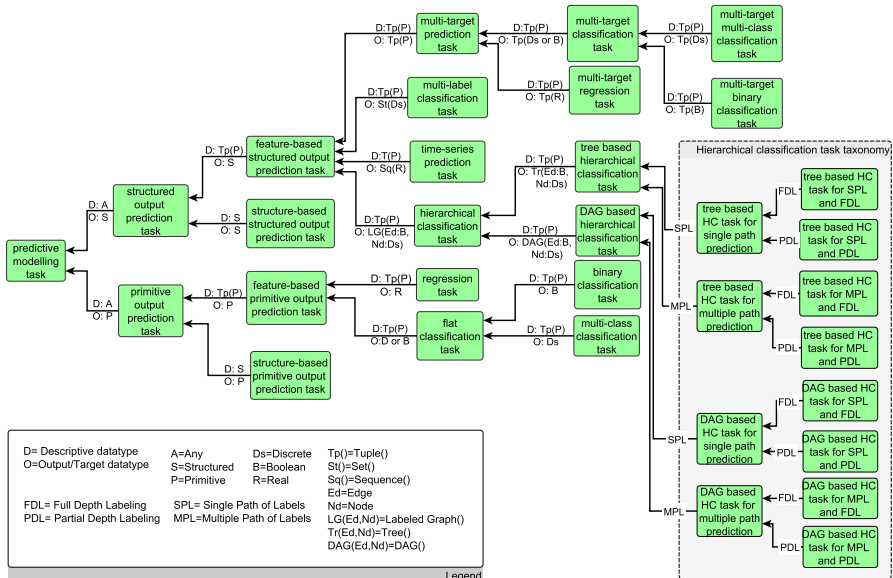 predictive
modelling
task
D: A
O: S
D: A
O: P
structured
output
prediction
task
primitive
output
prediction
task
D: Tp(P)
O: S
D: S
O: S
D: Tp(P)
O: P
D: S
O: P
feature-based
structured output
prediction task
structure-based
structured output
prediction task
feature-based
primitive output
prediction task
structure-based
primitive output
prediction task
D:Tp(P)
O: Tp(P)
D:Tp(P)
O: St(Ds)
D:T(P)
O: Sq(R)
D:Tp(P)
O: LG(Ed:B,
Nd:Ds)
D: Tp(P)
O: R
D:Tp(P)
O:D or B
multi-target
prediction
task
multi-label
classification
task
time-series
prediction
task
hierarchical
classification
task
regression
task
flat
classification
task
D:Tp(P)
O: Tp(Ds or B)
D:Tp(P)
O: Tp(R)
D: Tp(P)
O: Tr(Ed:B,
Nd:Ds)
D:Tp(P)
O: DAG(Ed:B,
Nd:Ds)
D: Tp(P)
O: B
D: Tp(P)
O: Ds
multi-target
classification
task
multi-target
regression
task
tree based
hierarchical
classification
task
DAG based
hierarchical
classification
task
binary
classification
task
multi-class
classification
task
D:Tp(P)
O: Tp(Ds)
D:Tp(P)
O: Tp(B)
multi-target
multi-class
classification
task
multi-target
binary
classification
task
Hierarchical classification task taxonomy
SPL
MPL
SPL
MPL
tree based
HC task for
single path
prediction
tree based
HC task for
multiple path
prediction
DAG based
HC task for
single path
prediction
DAG based
HC task for
multiple path
prediction
FDL
PDL
FDL
PDL
FDL
PDL
FDL
PDL
tree based HC
task for SPL
and FDL
tree based HC
task for SPL
and PDL
tree based HC
task for MPL
and FDL
tree based HC
task for MPL
and PDL
DAG based HC
task for SPL
and FDL
DAG based HC
task for SPL
and PDL
DAG based HC
task for MPL
and FDL
DAG based HC
task for MPL
and PDL
D= Descriptive datatype
O=Output/Target datatype
A=Any
S=Structured
P=Primitive
Ds=Discrete
B=Boolean
R=Real
Tp()=Tuple()
St()=Set()
Sq()=Sequence()
Ed=Edge
Nd=Node
LG(Ed,Nd)=Labeled Graph()
Tr(Ed,Nd)=Tree()
DAG(Ed,Nd)=DAG()
FDL= Full Depth Labeling
PDL= Partial Depth Labeling
SPL= Single Path of Labels
MPL=Multiple Path of Labels
Legend